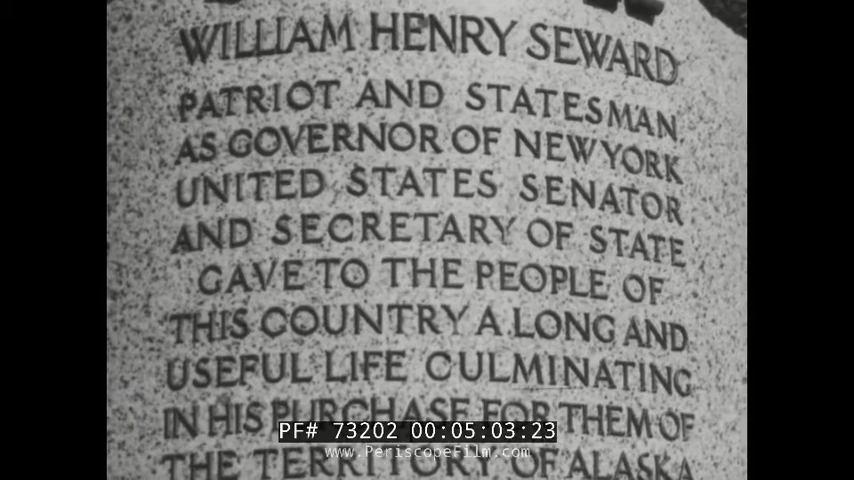 WILLIAM HENRY SEWARD
PATRIOT AND STATESMAN
AS GOVERNOR OF NEW YORK
UNITED STATES SENATOR
AND SECRETARY OF STATE
GAVE TO THE PEOPLE OF
THIS COUNTRY A LONG AND
USEFUL LIFE CULMINATING
IN HIS PURCHASE FOR THEM OF
PF# 73202 00:05:03:23
www.PeriscopeFilm.com
THE TERRITORY OF ALASKA